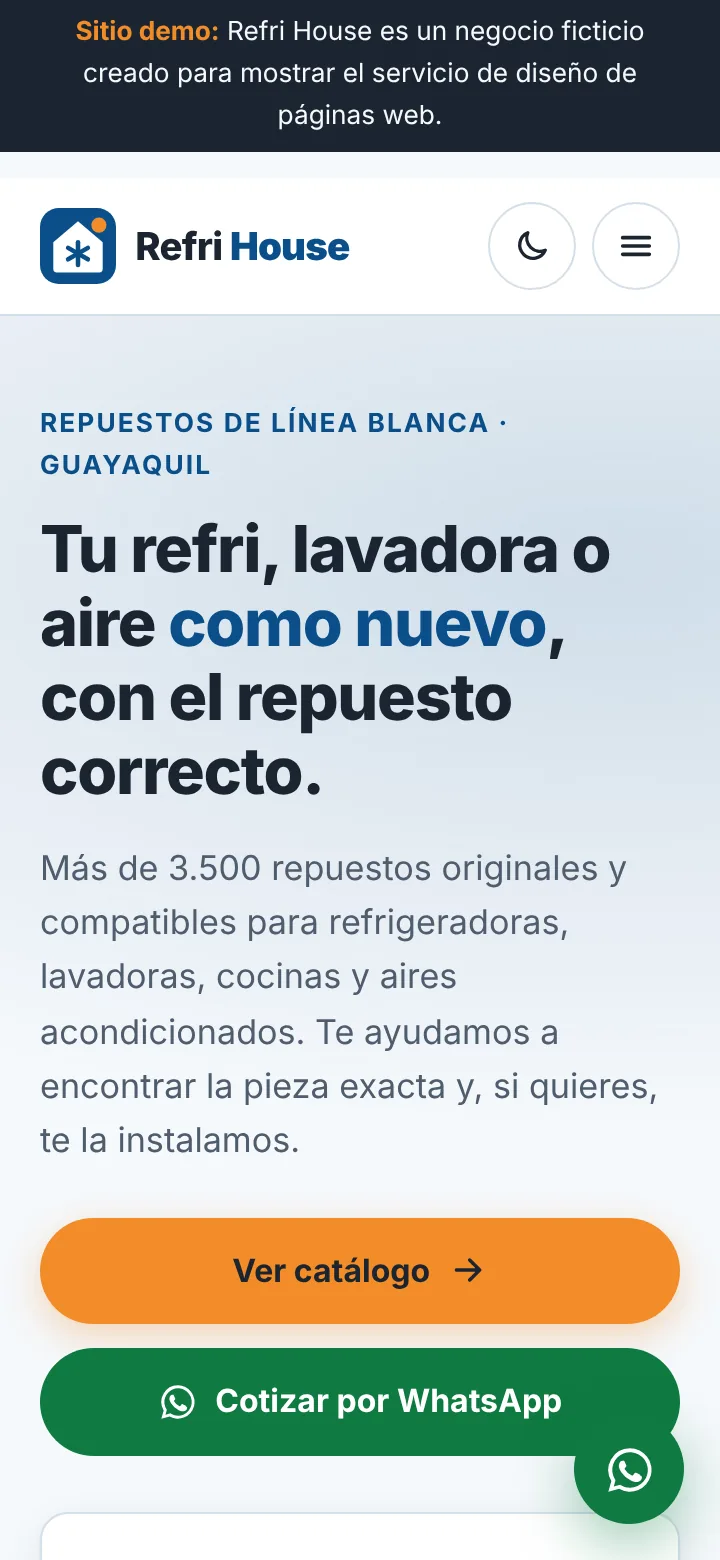 Sitio demo: Refri House es un negocio ficticio
creado para mostrar el servicio de diseño de
páginas web.
Refri House
REPUESTOS DE LÍNEA BLANCA ·
GUAYAQUIL
Tu refri, lavadora o
aire como nuevo,
con el repuesto
correcto.
Más de 3.500 repuestos originales y
compatibles para refrigeradoras,
lavadoras, cocinas y aires
acondicionados. Te ayudamos a
encontrar la pieza exacta y, si quieres,
te la instalamos.
Ver catálogo →
Cotizar por WhatsApp